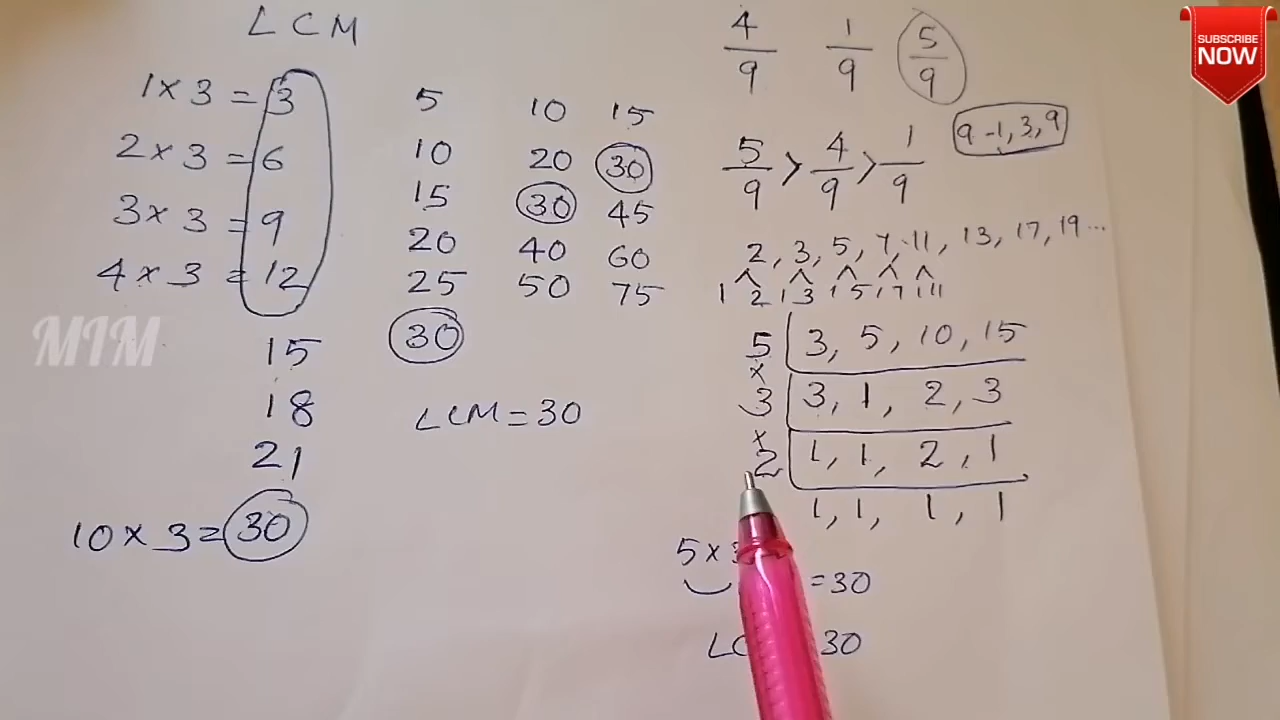 LCM
1 x 3 = 3
2 x 3 = 6
3 x 3 = 9
4 x 3 = 12
15
18
21
10 x 3 = 30
5 10 15
10 20 30
15 30 45
20 40 60
25 50 75
30
LCM = 30
4/9 1/9 5/9
9 - 1, 3, 9
5/9 > 4/9 > 1/9
2, 3, 5, 7, 11, 13, 17, 19 ...
1 2, 1 3, 1 5, 1 7, 1 11
5 | 3, 5, 10, 15
x
3 | 3, 1, 2, 3
x
2 | 1, 1, 2, 1
1, 1, 1, 1
5 x
= 30
30
MIM
SUBSCRIBE
NOW